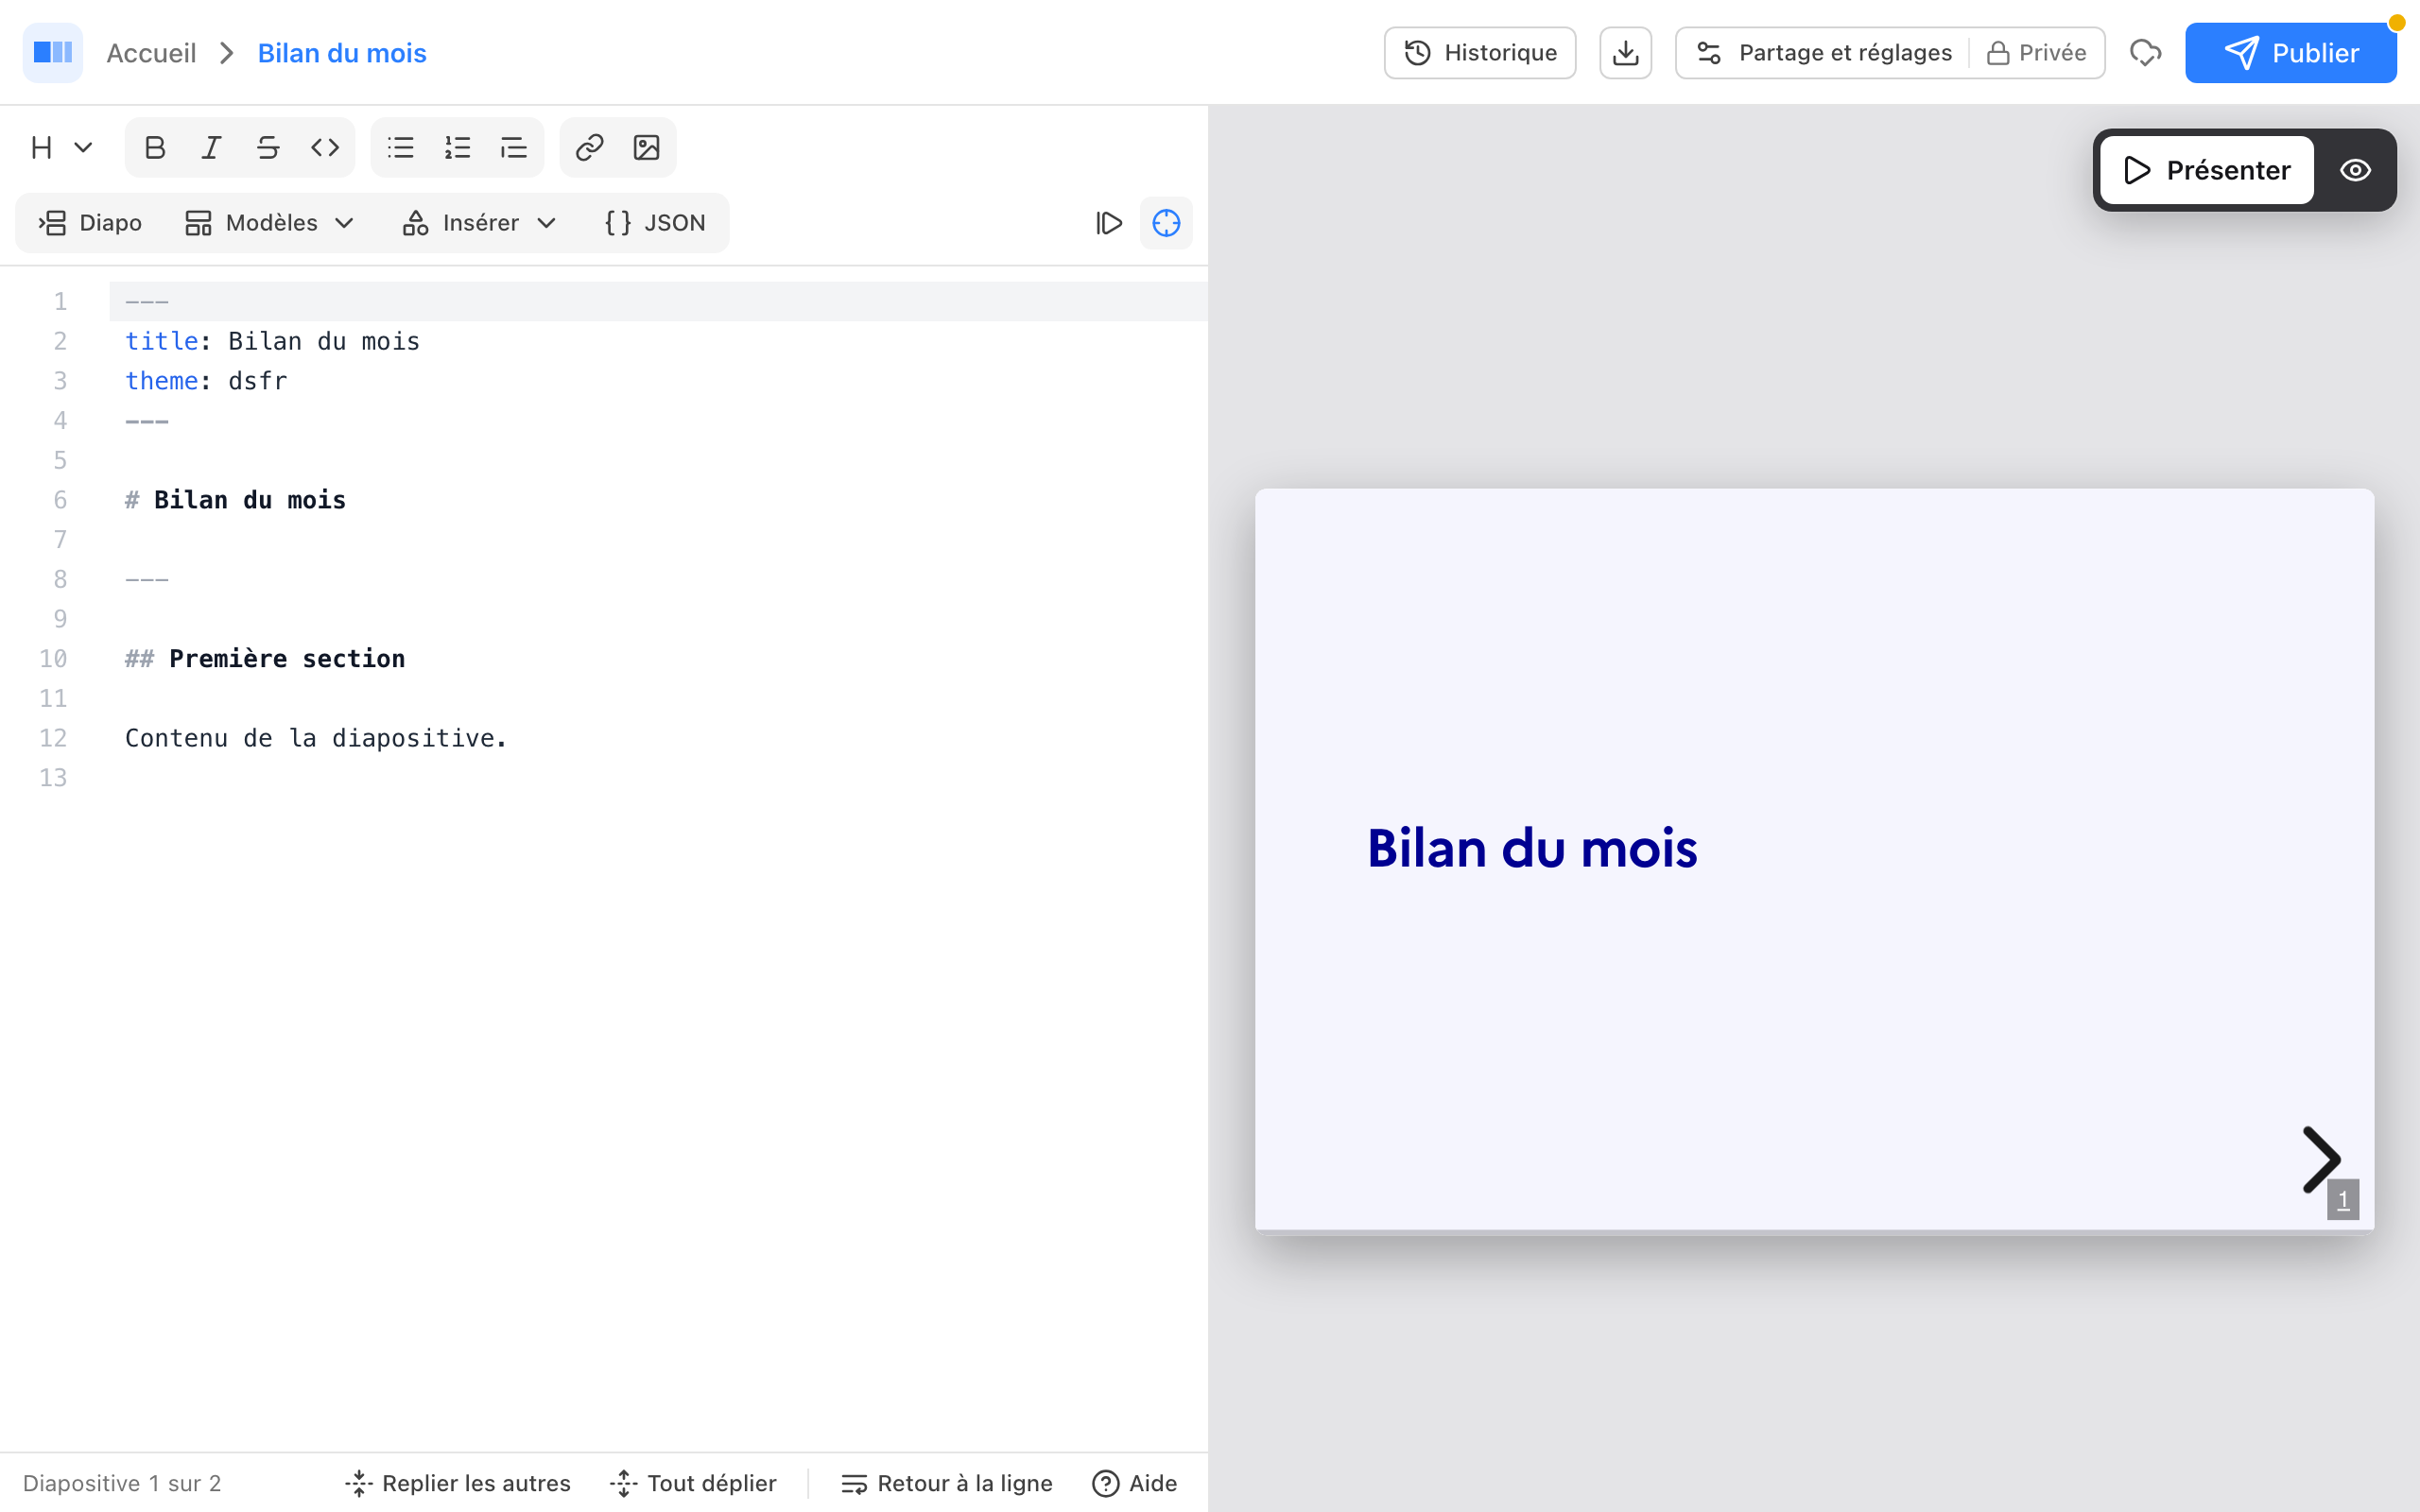 Accueil > Bilan du mois
Historique
Partage et réglages
Privée
Publier
H
B I S <>
Diapo
Modèles
Insérer
{ } JSON
Présenter
1 ---
2 title: Bilan du mois
3 theme: dsfr
4 ---
5
6 # Bilan du mois
7
8 ---
9
10 ## Première section
11
12 Contenu de la diapositive.
13
Bilan du mois
1
Diapositive 1 sur 2
Replier les autres
Tout déplier
Retour à la ligne
Aide